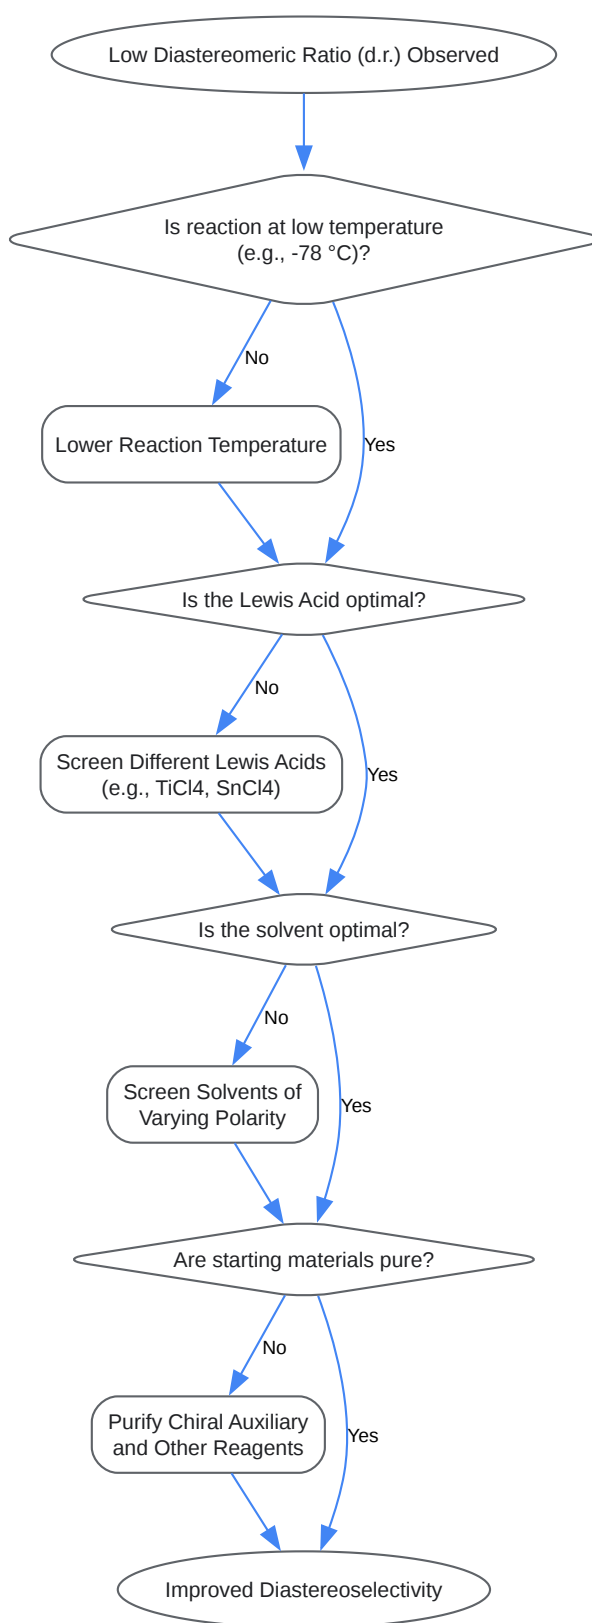 Low Diastereomeric Ratio (d.r.) Observed
Is reaction at low temperature
(e.g., -78 °C)?
No
Yes
Lower Reaction Temperature
Is the Lewis Acid optimal?
No
Yes
Screen Different Lewis Acids
(e.g., TiCl4, SnCl4)
Is the solvent optimal?
No
Yes
Screen Solvents of
Varying Polarity
Are starting materials pure?
No
Yes
Purify Chiral Auxiliary
and Other Reagents
Improved Diastereoselectivity